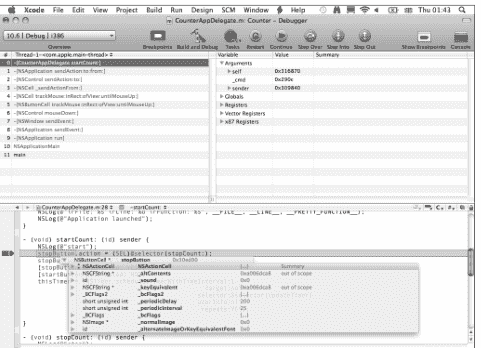 Xcode File Edit View Project Build Run Design SCM Window Help Thu 01:43
CounterAppDelegate.m: Counter - Debugger
10.6 | Debug | i386
Overview Breakpoints Build and Debug Tasks Restart Continue Step Over Step Into Step Out Show Breakpoints Console
# Thread-1-<com.apple.main-thread>
0 -[CounterAppDelegate startCount:]
1 -[NSApplication sendAction:to:from:]
2 -[NSControl sendAction:to:]
3 -[NSCell _sendActionFrom:]
4 -[NSCell trackMouse:inRect:ofView:untilMouseUp:]
5 -[NSButtonCell trackMouse:inRect:ofView:untilMouseUp:]
6 -[NSControl mouseDown:]
7 -[NSWindow sendEvent:]
8 -[NSApplication sendEvent:]
9 -[NSApplication run]
10 NSApplicationMain
11 main
Variable Value Summary
Arguments
self 0x316870
_cmd
sender
Globals
Registers
Vector Registers
x87 Registers
CounterAppDelegate.m:28 -startCount:
__FILE__, __LINE__, __PRETTY_FUNCTION__);
NSLog(@"Application launched");
}
- (void) startCount: (id) sender {
NSLog(@"start");
stopButton.action = (SEL)@selector(stopCount:);
NSButtonCell * stopButton
NSActionCell NSActionCell {...} Summary
NSCFString * _ahContents out of scope
id _sound 0x0
NSCFString * _keyEquivalent out of scope
_BCFlags2 _bcFlags2 {...}
short unsigned int _periodicDelay 200
short unsigned int _periodicInterval 25
_BCFlags _bcFlags {...}
NSImage * _normalImage 0x0
id _alternateImageOrKeyEquivalentFont 0x0
}
- (void) stopCount: (id) sender {